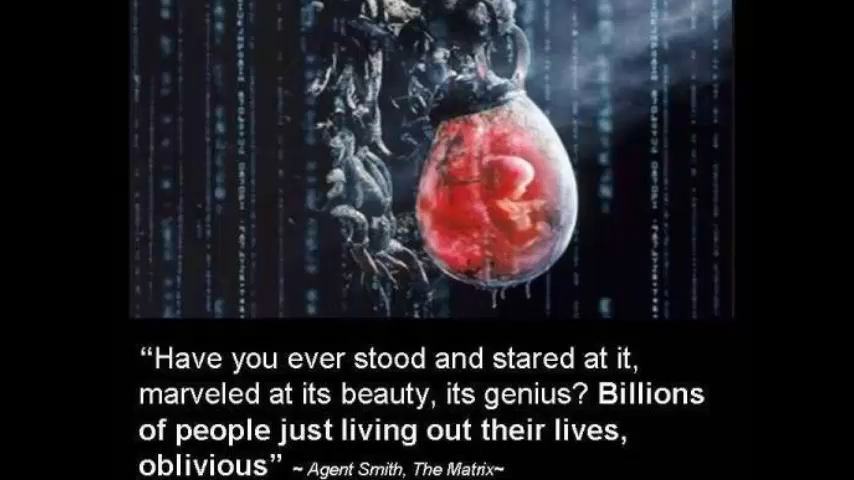 “Have you ever stood and stared at it,
marveled at its beauty, its genius? Billions
of people just living out their lives,
oblivious” ~ Agent Smith, The Matrix~